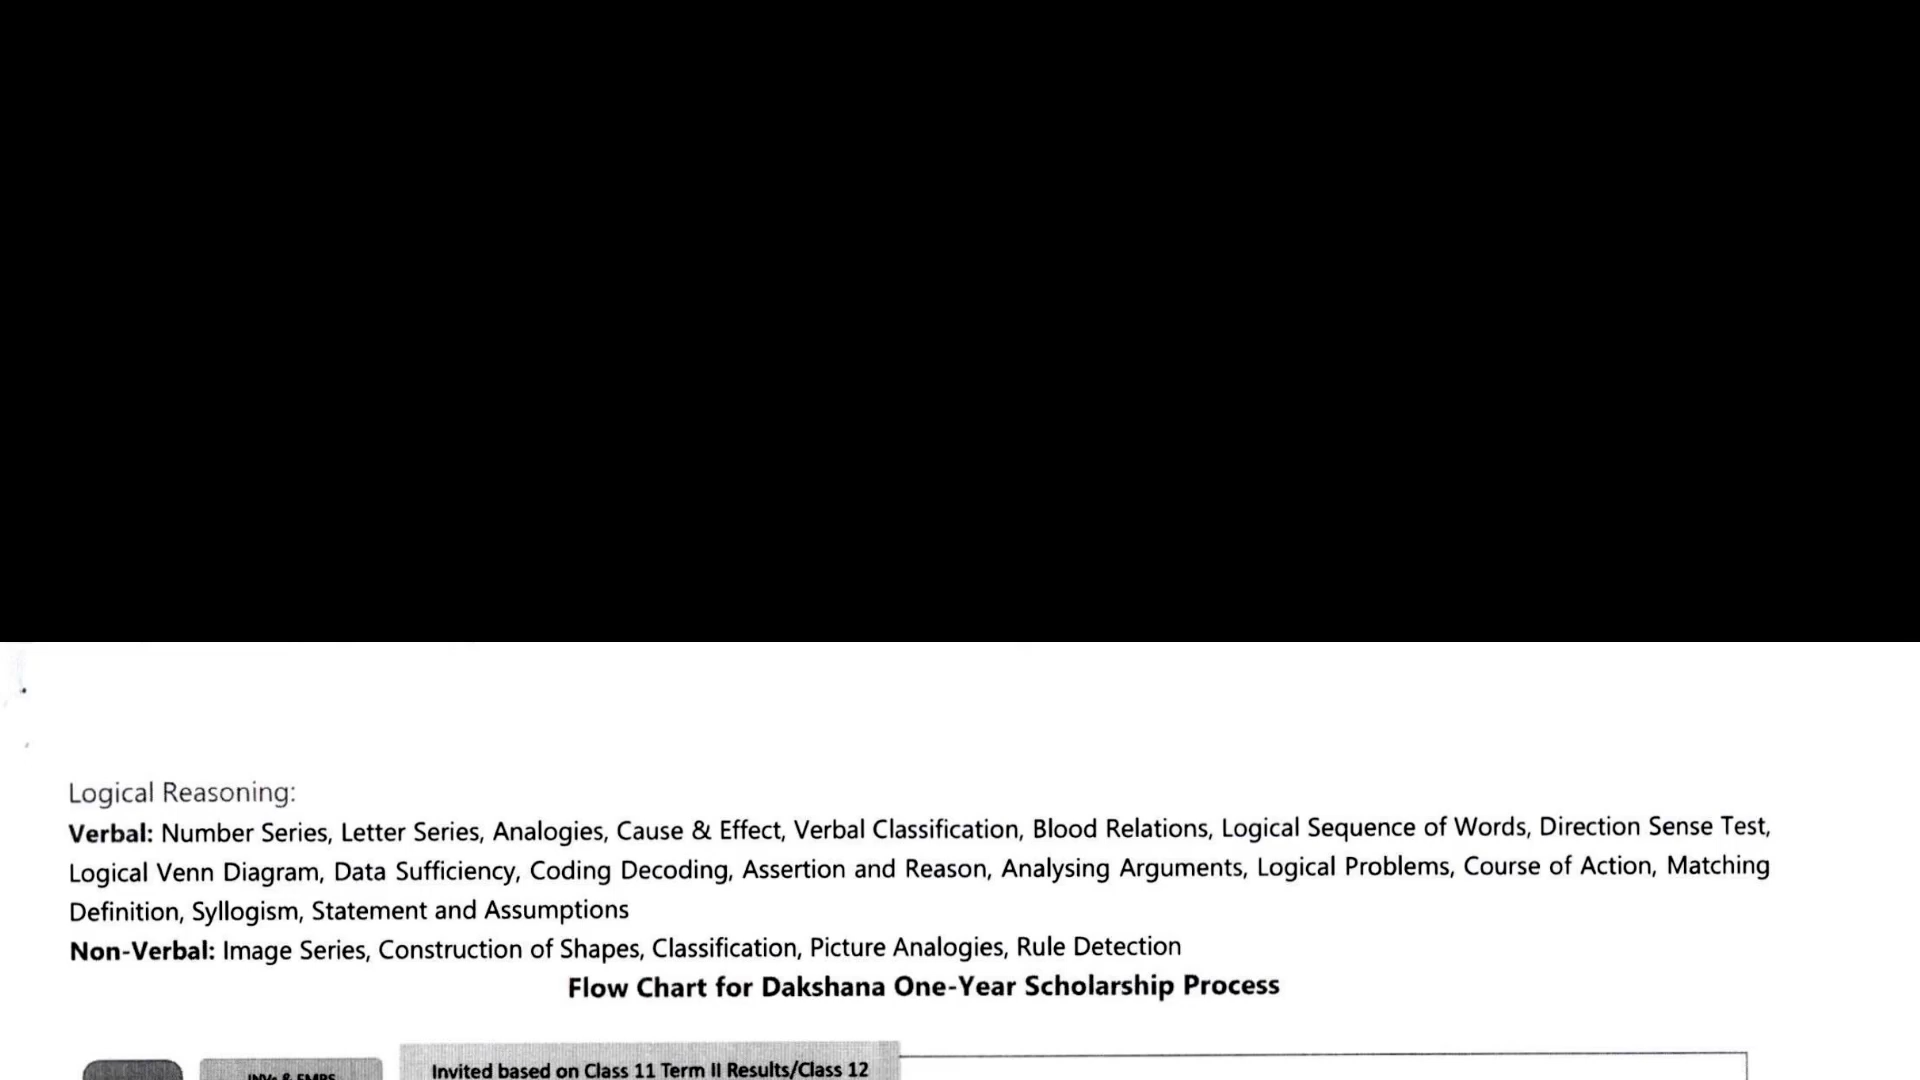 Logical Reasoning:
Verbal: Number Series, Letter Series, Analogies, Cause & Effect, Verbal Classification, Blood Relations, Logical Sequence of Words, Direction Sense Test,
Logical Venn Diagram, Data Sufficiency, Coding Decoding, Assertion and Reason, Analysing Arguments, Logical Problems, Course of Action, Matching
Definition, Syllogism, Statement and Assumptions
Non-Verbal: Image Series, Construction of Shapes, Classification, Picture Analogies, Rule Detection
Flow Chart for Dakshana One-Year Scholarship Process
Invited based on Class 11 Term II Results/Class 12